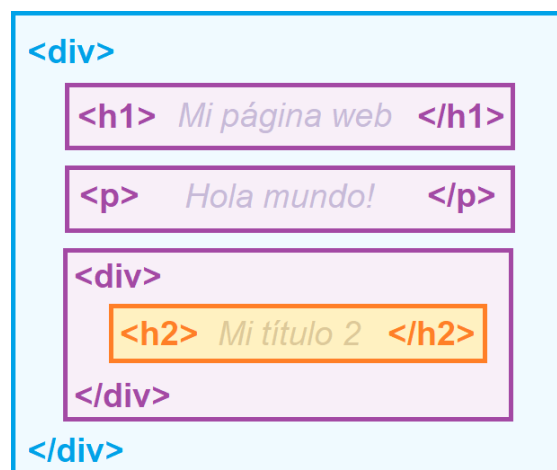 <div>
<h1> Mi página web </h1>
<p> Hola mundo! </p>
<div>
<h2> Mi título 2 </h2>
</div>
</div>